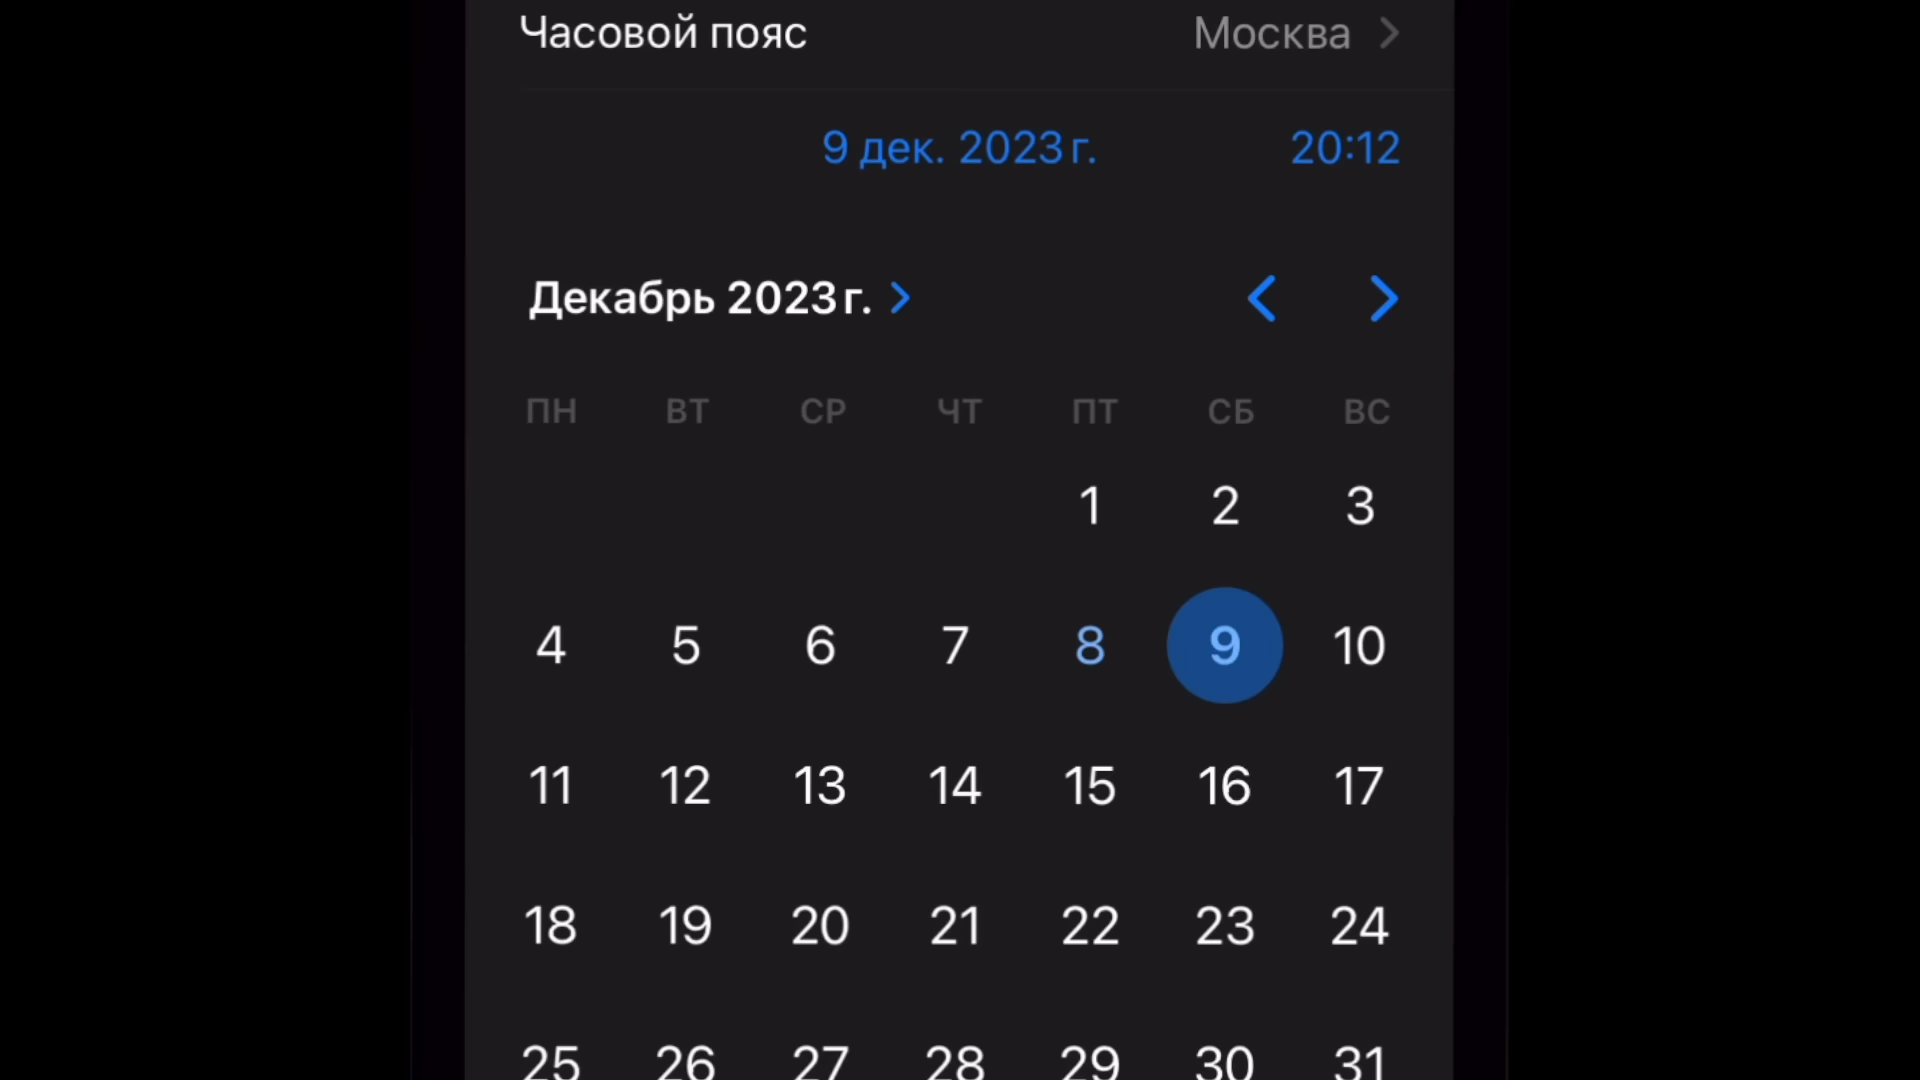 Часовой пояс Москва
9 дек. 2023 г. 20:12
Декабрь 2023 г.
ПН ВТ СР ЧТ ПТ СБ ВС
1 2 3
4 5 6 7 8 9 10
11 12 13 14 15 16 17
18 19 20 21 22 23 24
25 26 27 28 29 30 31